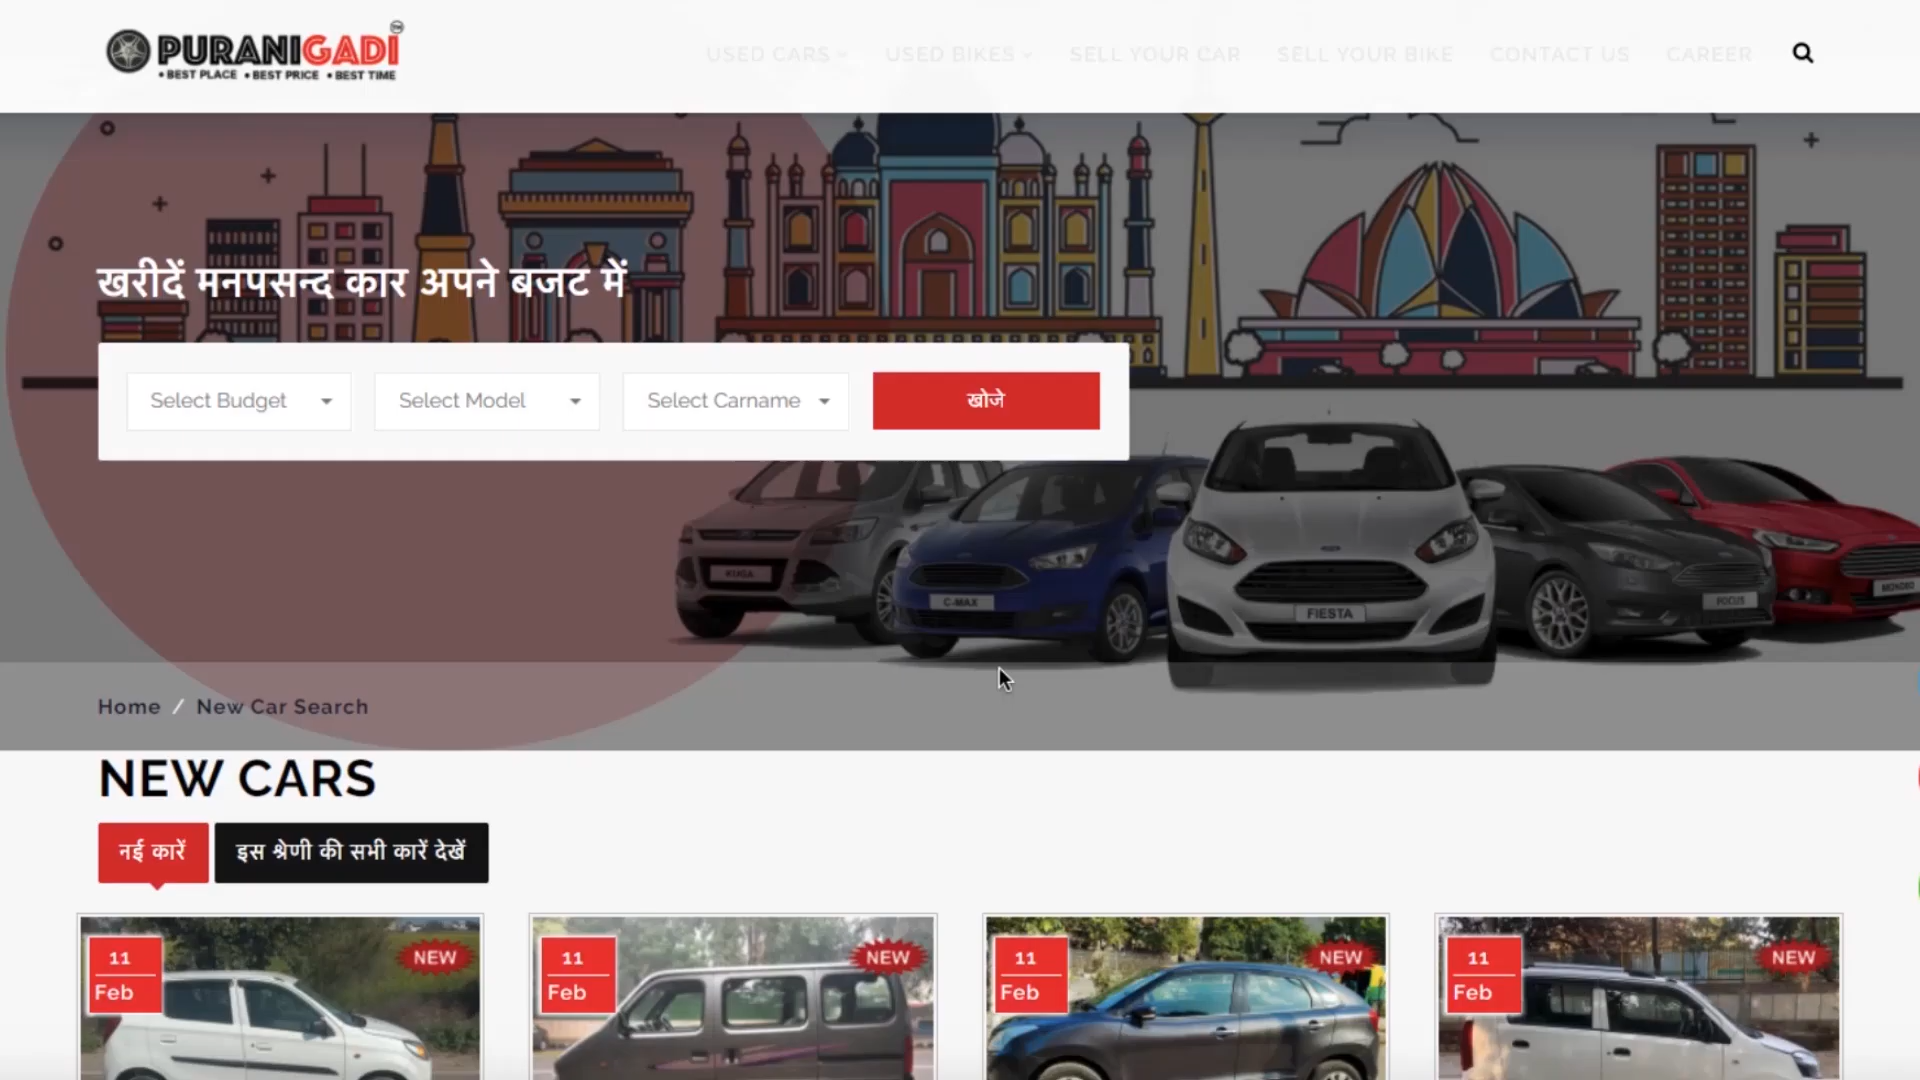 PURANIGADI
• BEST PLACE • BEST PRICE • BEST TIME
USED CARS USED BIKES SELL YOUR CAR SELL YOUR BIKE CONTACT US CAREER
खरीदें मनपसन्द कार अपने बजट में
Select Budget Select Model Select Carname खोजे
KUGA C-MAX FIESTA FOCUS MONDEO
Home / New Car Search
NEW CARS
नई कारें इस श्रेणी की सभी कारें देखें
11 NEW 11 NEW 11 NEW 11 NEW
Feb Feb Feb Feb